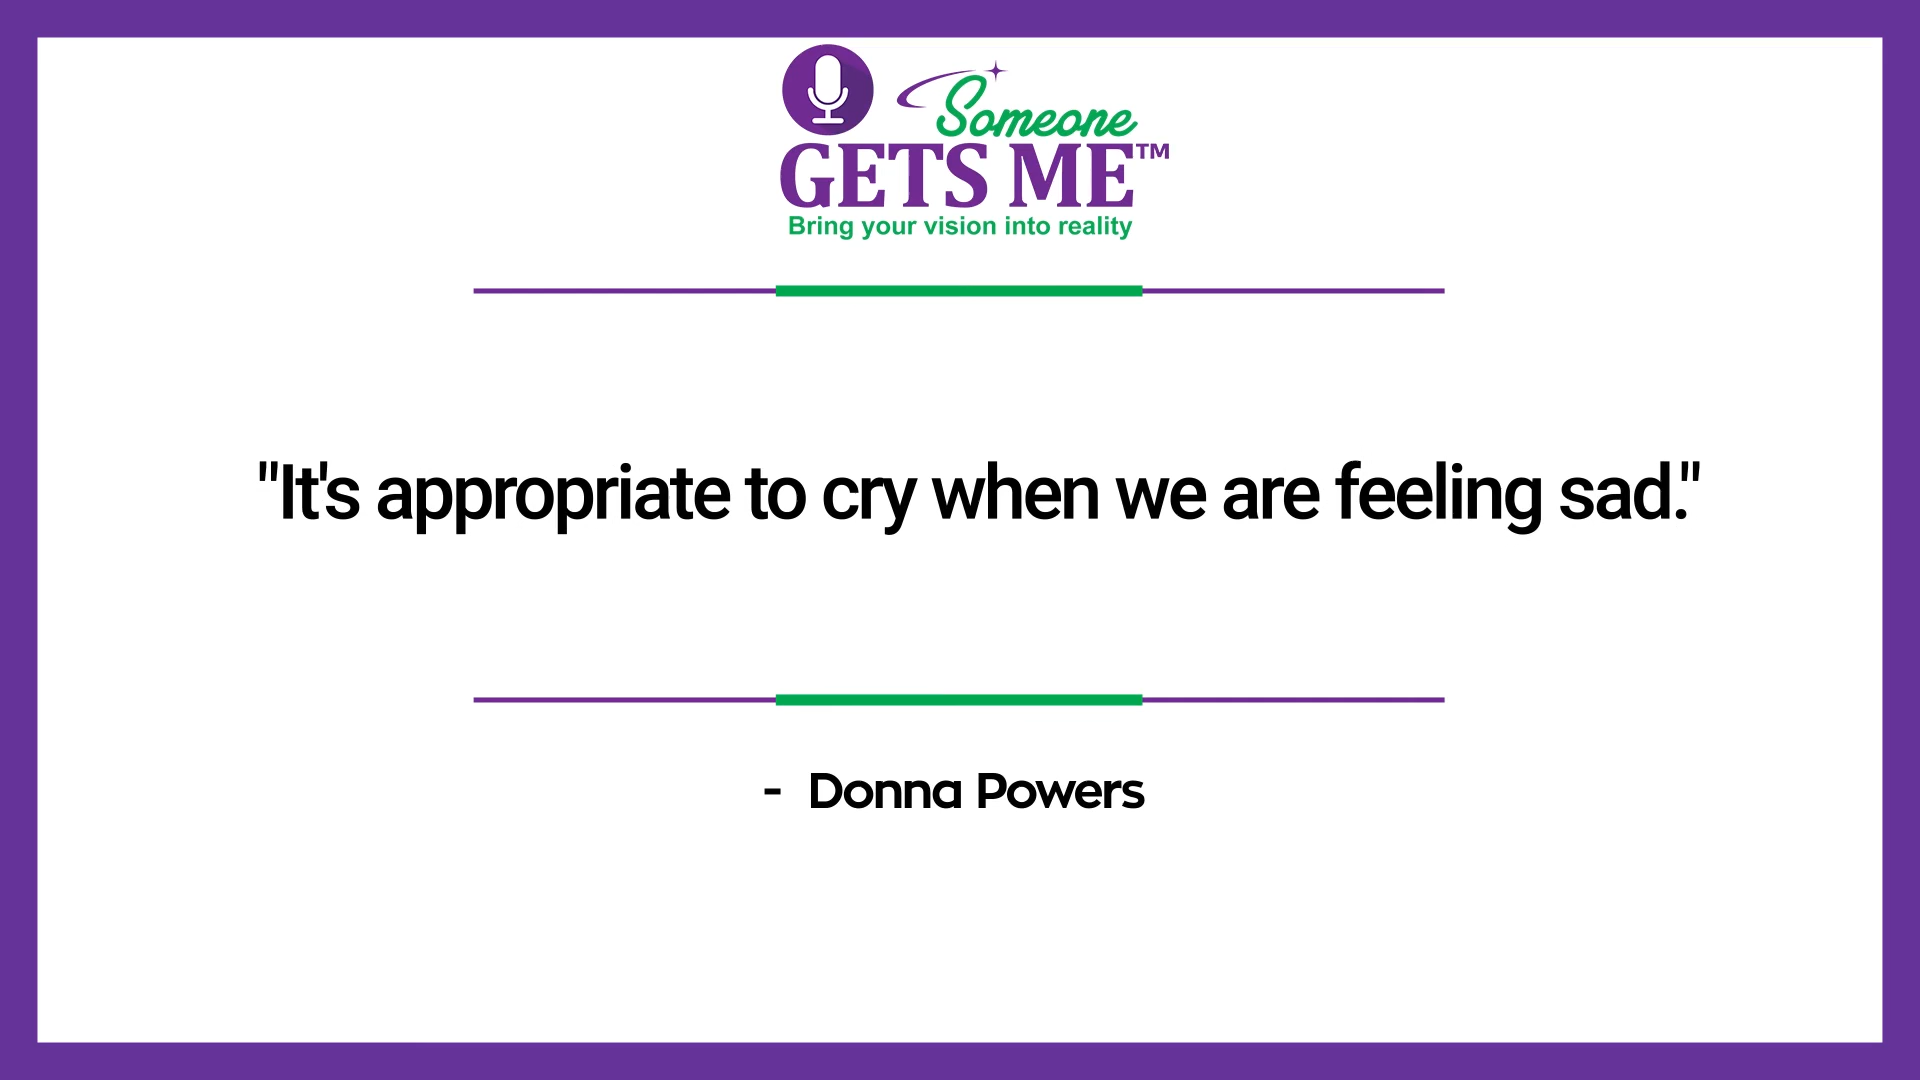 Someone
GETS ME™
Bring your vision into reality
"It's appropriate to cry when we are feeling sad."
- Donna Powers